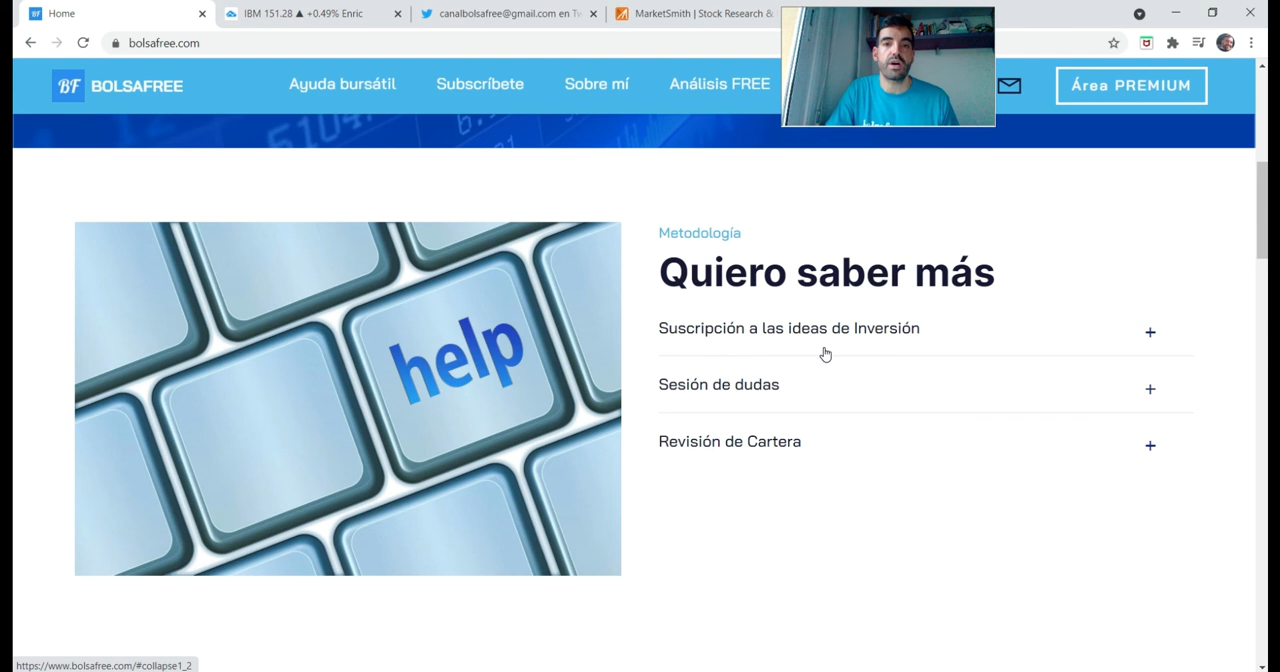 Home
IBM 151.28 ▲ +0.49% Enric
canalbolsafree@gmail.com en Tw
MarketSmith | Stock Research &
bolsafree.com
BF BOLSAFREE
Ayuda bursátil
Subscríbete
Sobre mí
Análisis FREE
Área PREMIUM
Metodología
Quiero saber más
Suscripción a las ideas de Inversión
Sesión de dudas
Revisión de Cartera
help
https://www.bolsafree.com/#collapse1_2